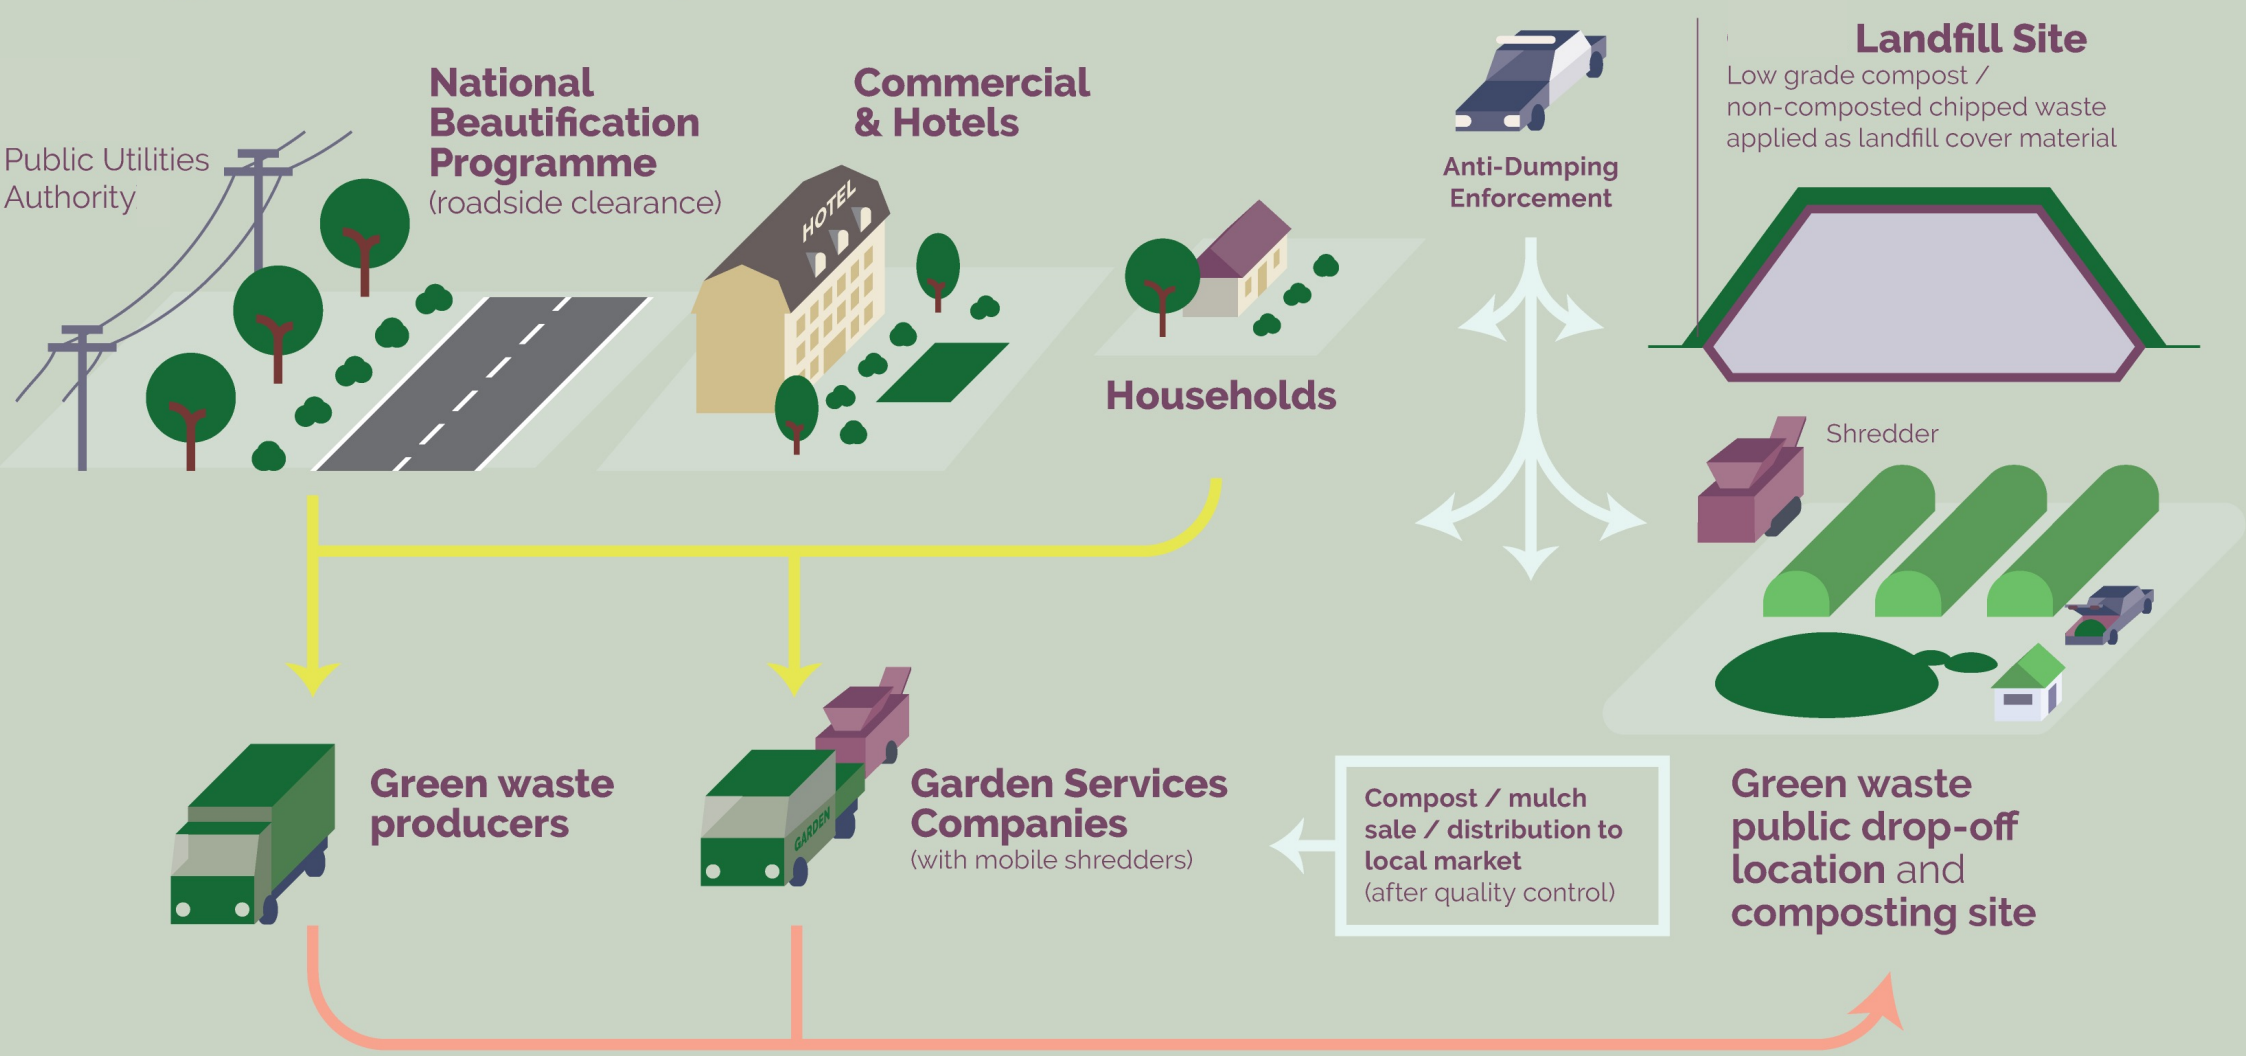 Public Utilities
Authority
National
Beautification
Programme
(roadside clearance)
Commercial
& Hotels
HOTEL
Households
Anti-Dumping
Enforcement
Landfill Site
Low grade compost /
non-composted chipped waste
applied as landfill cover material
Shredder
Green waste
producers
GARDEN
Garden Services
Companies
(with mobile shredders)
Compost / mulch
sale / distribution to
local market
(after quality control)
Green waste
public drop-off
location and
composting site